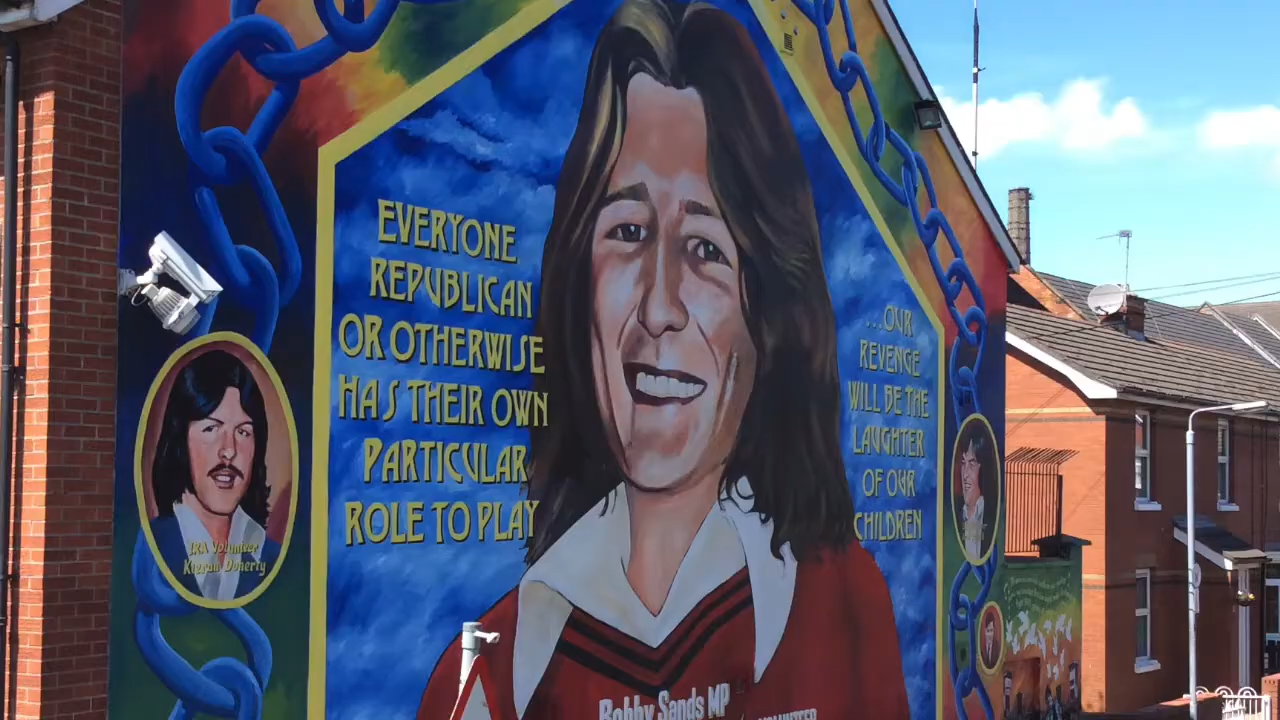 EVERYONE
REPUBLICAN
OR OTHERWISE
HAS THEIR OWN
PARTICULAR
ROLE TO PLAY
...OUR
REVENGE
WILL BE THE
LAUGHTER
OF OUR
CHILDREN
IRA Volunteer
Kieran Doherty
Bobby Sands MP
VOLUNTEER